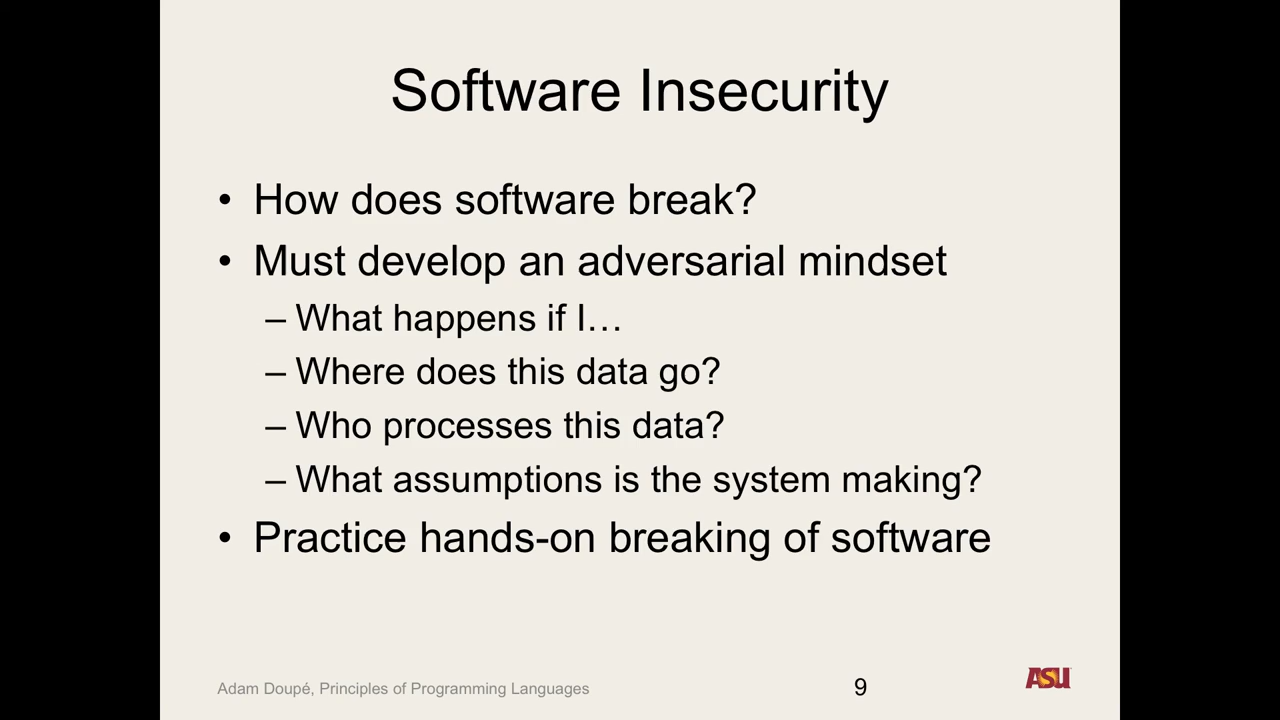 Software Insecurity
• How does software break?
• Must develop an adversarial mindset
– What happens if I…
– Where does this data go?
– Who processes this data?
– What assumptions is the system making?
• Practice hands-on breaking of software
Adam Doupé, Principles of Programming Languages
9
ASU